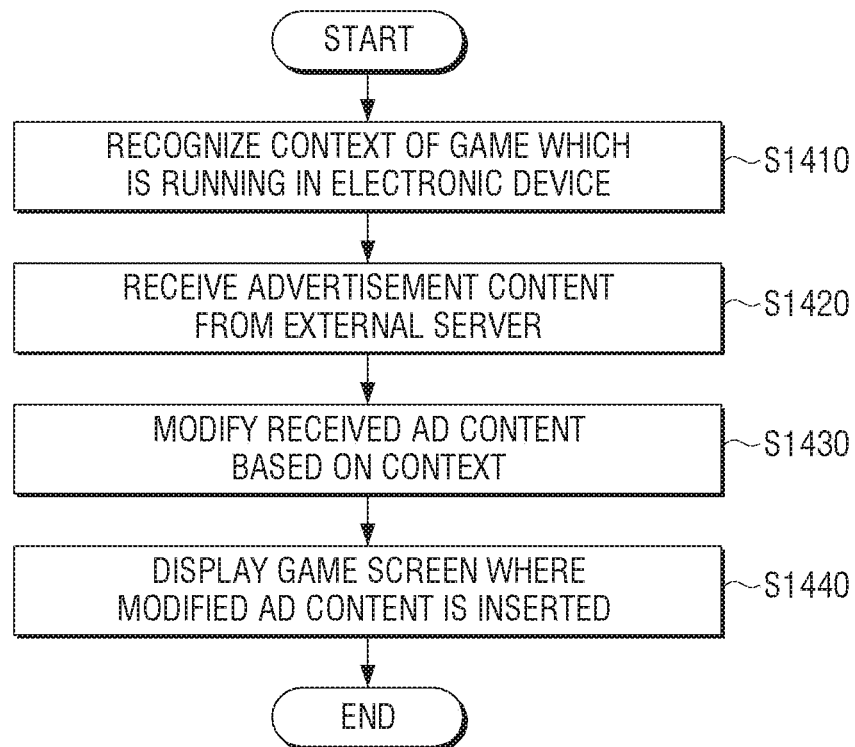 START
RECOGNIZE CONTEXT OF GAME WHICH
IS RUNNING IN ELECTRONIC DEVICE
S1410
RECEIVE ADVERTISEMENT CONTENT
FROM EXTERNAL SERVER
S1420
MODIFY RECEIVED AD CONTENT
BASED ON CONTEXT
S1430
DISPLAY GAME SCREEN WHERE
MODIFIED AD CONTENT IS INSERTED
S1440
END